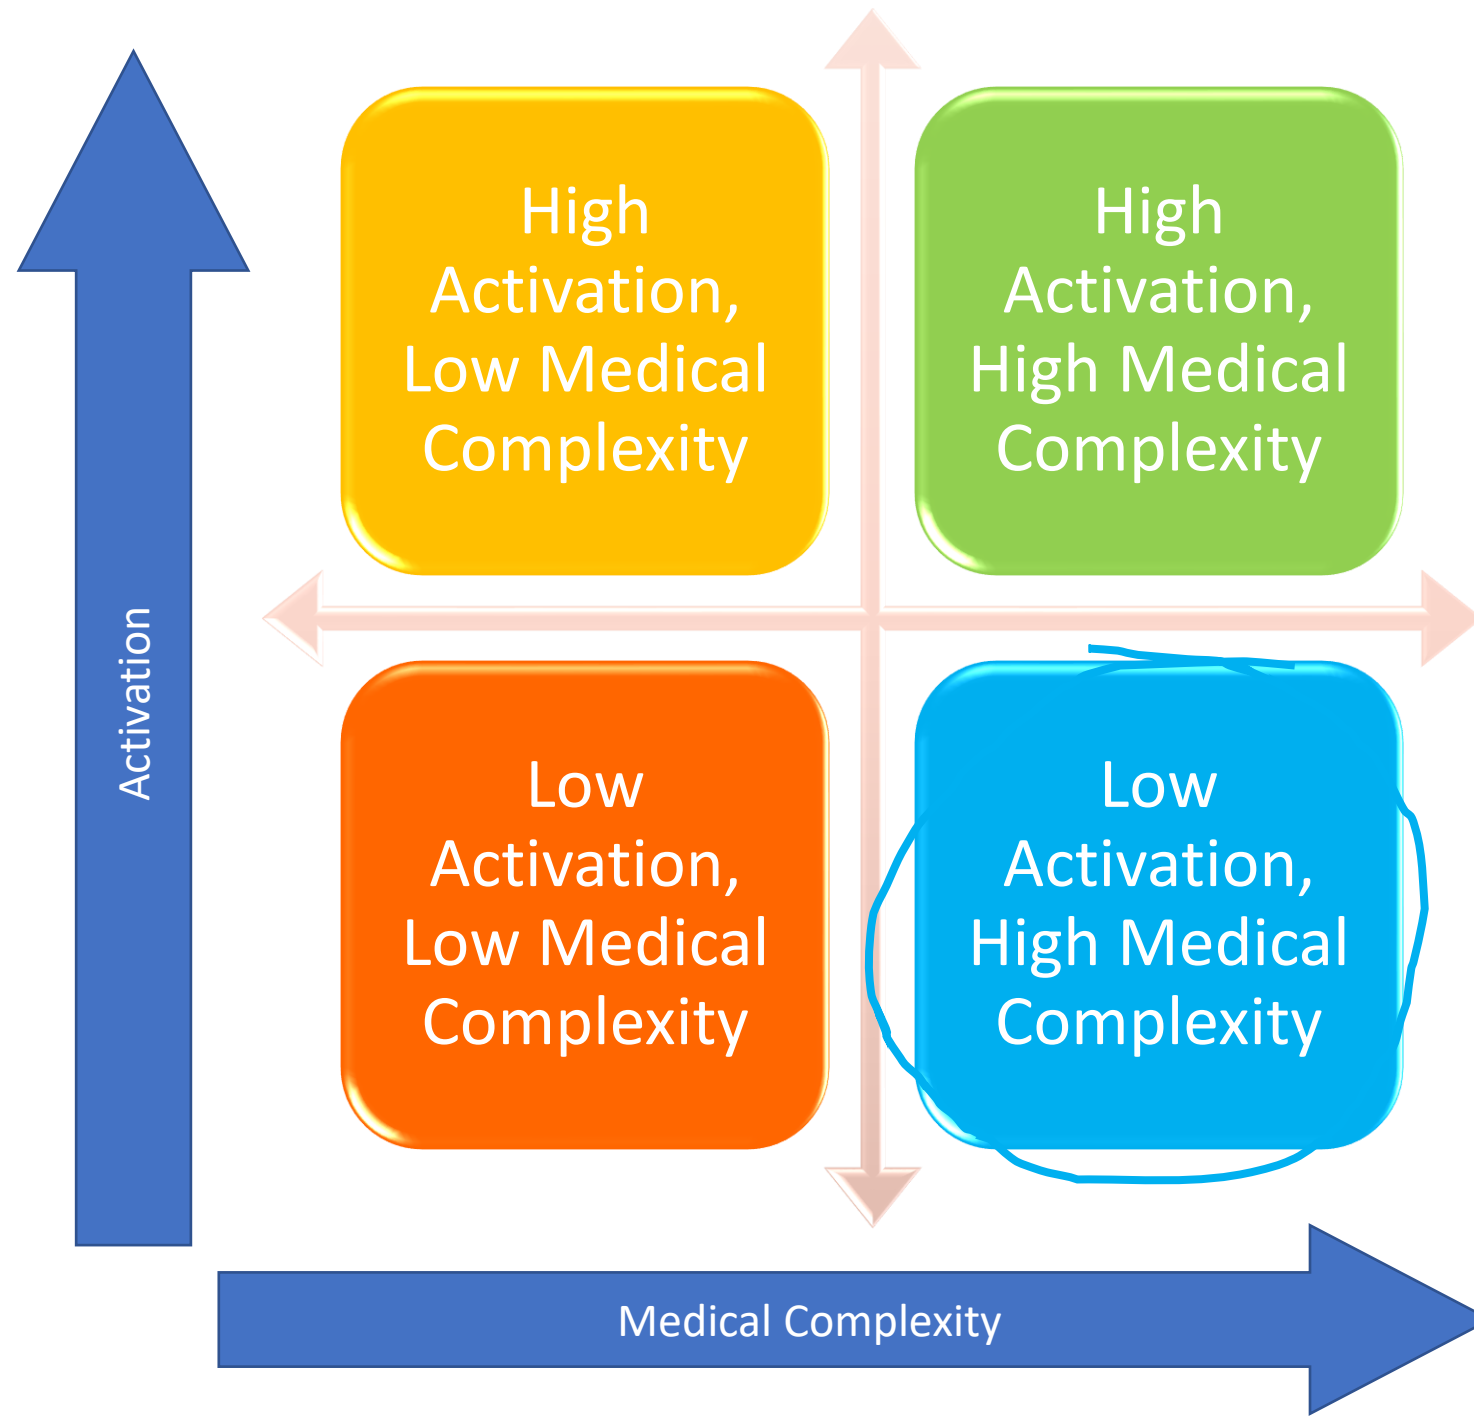 High
Activation,
Low Medical
Complexity
High
Activation,
High Medical
Complexity
Activation
Low
Activation,
Low Medical
Complexity
Low
Activation,
High Medical
Complexity
Medical Complexity